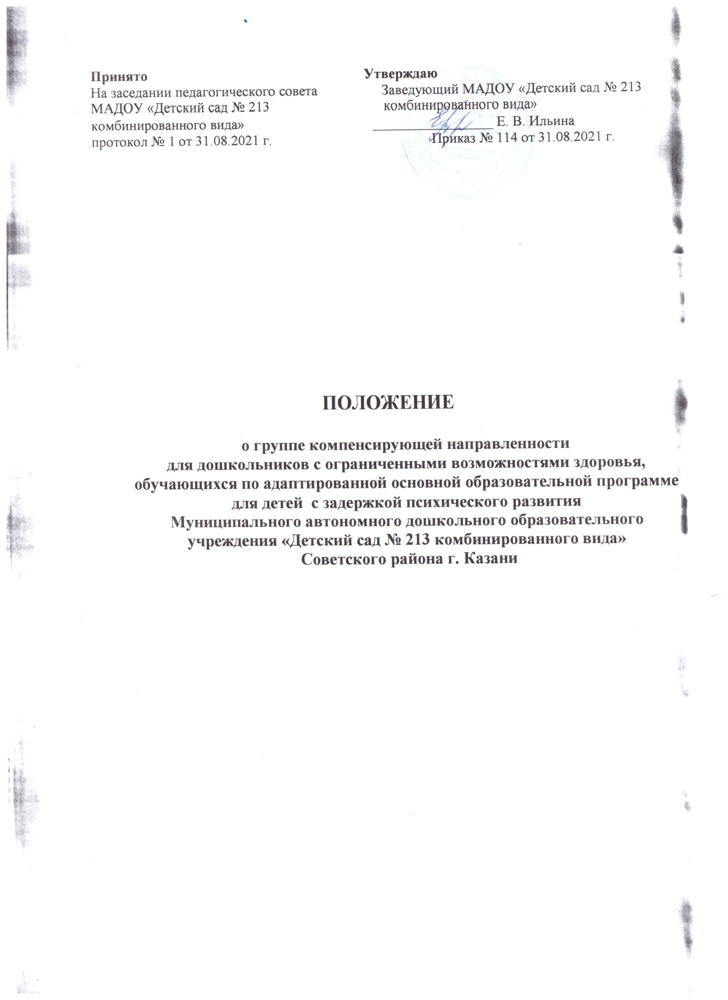 Принято
На заседании педагогического совета
МАДОУ «Детский сад № 213
комбинированного вида»
протокол № 1 от 31.08.2021 г.
Утверждаю
Заведующий МАДОУ «Детский сад № 213
комбинированного вида»
__________________ Е. В. Ильина
Приказ № 114 от 31.08.2021 г.
ПОЛОЖЕНИЕ
о группе компенсирующей направленности
для дошкольников с ограниченными возможностями здоровья,
обучающихся по адаптированной основной образовательной программе
для детей  с задержкой психического развития
Муниципального автономного дошкольного образовательного
учреждения «Детский сад № 213 комбинированного вида»
Советского района г. Казани